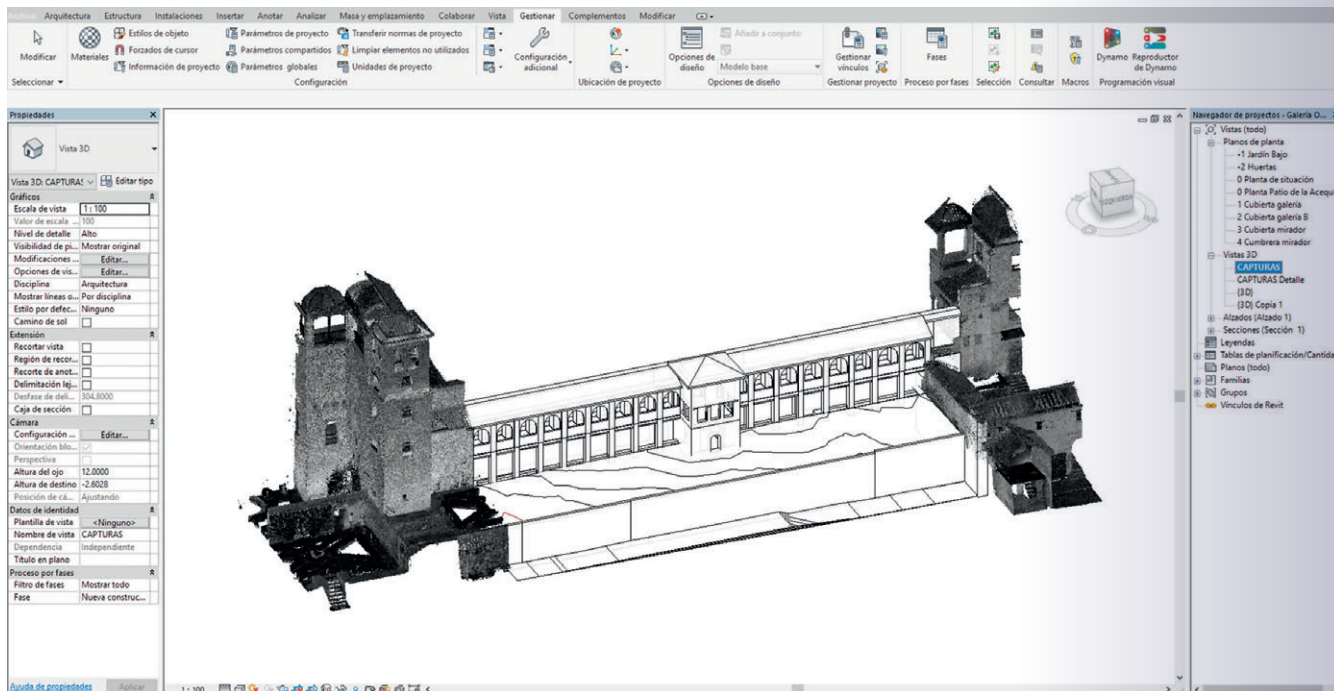 Archivo Arquitectura Estructura Instalaciones Insertar Anotar Analizar Masa y emplazamiento Colaborar Vista Gestionar Complementos Modificar
Modificar
Seleccionar
Materiales
Estilos de objeto
Forzados de cursor
Información de proyecto
Parámetros de proyecto
Parámetros compartidos
Parámetros globales
Transferir normas de proyecto
Limpiar elementos no utilizados
Unidades de proyecto
Configuración
Configuración adicional
Ubicación de proyecto
Opciones de diseño
Añadir a conjunto
Modelo base
Opciones de diseño
Gestionar vínculos
Gestionar proyecto
Fases
Proceso por fases
Selección
Consultar
Macros
Dynamo
Reproductor de Dynamo
Programación visual
Propiedades
Vista 3D
Vista 3D: CAPTURAS Editar tipo
Gráficos
Escala de vista 1 : 100
Valor de escala ... 100
Nivel de detalle Alto
Visibilidad de pi... Mostrar original
Modificaciones ... Editar...
Opciones de vis... Editar...
Disciplina Arquitectura
Mostrar líneas o... Por disciplina
Estilo por defec... Ninguno
Camino de sol
Extensión
Recortar vista
Región de recor...
Recorte de anot...
Delimitación lej...
Desfase de deli... 304.8000
Caja de sección
Cámara
Configuración ... Editar...
Orientación blo...
Perspectiva
Altura del ojo 12.0000
Altura de destino -2.6028
Posición de cá... Ajustando
Datos de identidad
Plantilla de vista <Ninguno>
Nombre de vista CAPTURAS
Dependencia Independiente
Título en plano
Proceso por fases
Filtro de fases Mostrar todo
Fase Nueva construc...
Ayuda de propiedades Aplicar
1 : 100
Navegador de proyectos - Galería O...
Vistas (todo)
Planos de planta
-1 Jardín Bajo
-2 Huertas
0 Planta de situación
0 Planta Patio de la Acequ
1 Cubierta galería
2 Cubierta galería B
3 Cubierta mirador
4 Cumbrera mirador
Vistas 3D
CAPTURAS
CAPTURAS Detalle
{3D}
{3D} Copia 1
Alzados (Alzado 1)
Secciones (Sección 1)
Leyendas
Tablas de planificación/Cantida
Planos (todo)
Familias
Grupos
Vínculos de Revit